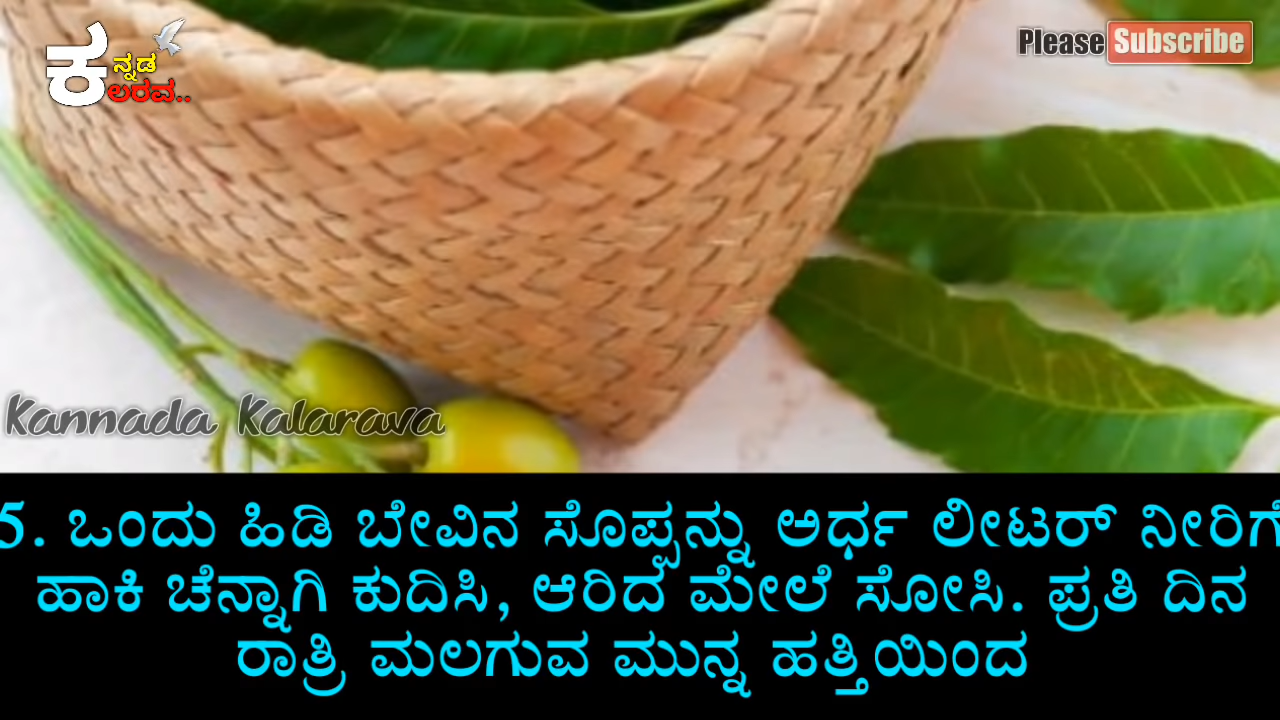 ಕನ್ನಡ
ಕಲರವ..
Please Subscribe
Kannada Kalarava
5. ಒಂದು ಹಿಡಿ ಬೇವಿನ ಸೊಪ್ಪನ್ನು ಅರ್ಧ ಲೀಟರ್ ನೀರಿಗೆ
ಹಾಕಿ ಚೆನ್ನಾಗಿ ಕುದಿಸಿ, ಆರಿದ ಮೇಲೆ ಸೋಸಿ. ಪ್ರತಿ ದಿನ
ರಾತ್ರಿ ಮಲಗುವ ಮುನ್ನ ಹತ್ತಿಯಿಂದ